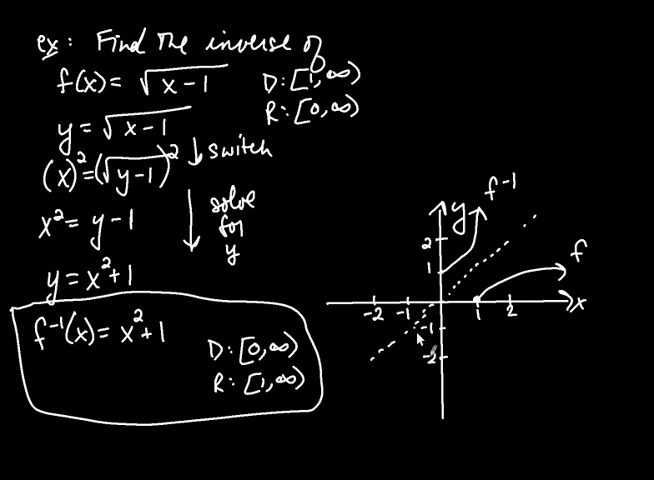 ex: Find the inverse of
f(x) = √x-1 D: [1, ∞)
R: [0, ∞)
y = √x-1
↓ switch
(x)² = (√y-1)²
x² = y-1
solve
for
y
y = x²+1
f⁻¹(x) = x²+1
D: [0, ∞)
R: [1, ∞)
f⁻¹
y
2
1
f
-2 -1 1 2 x
-1
-2